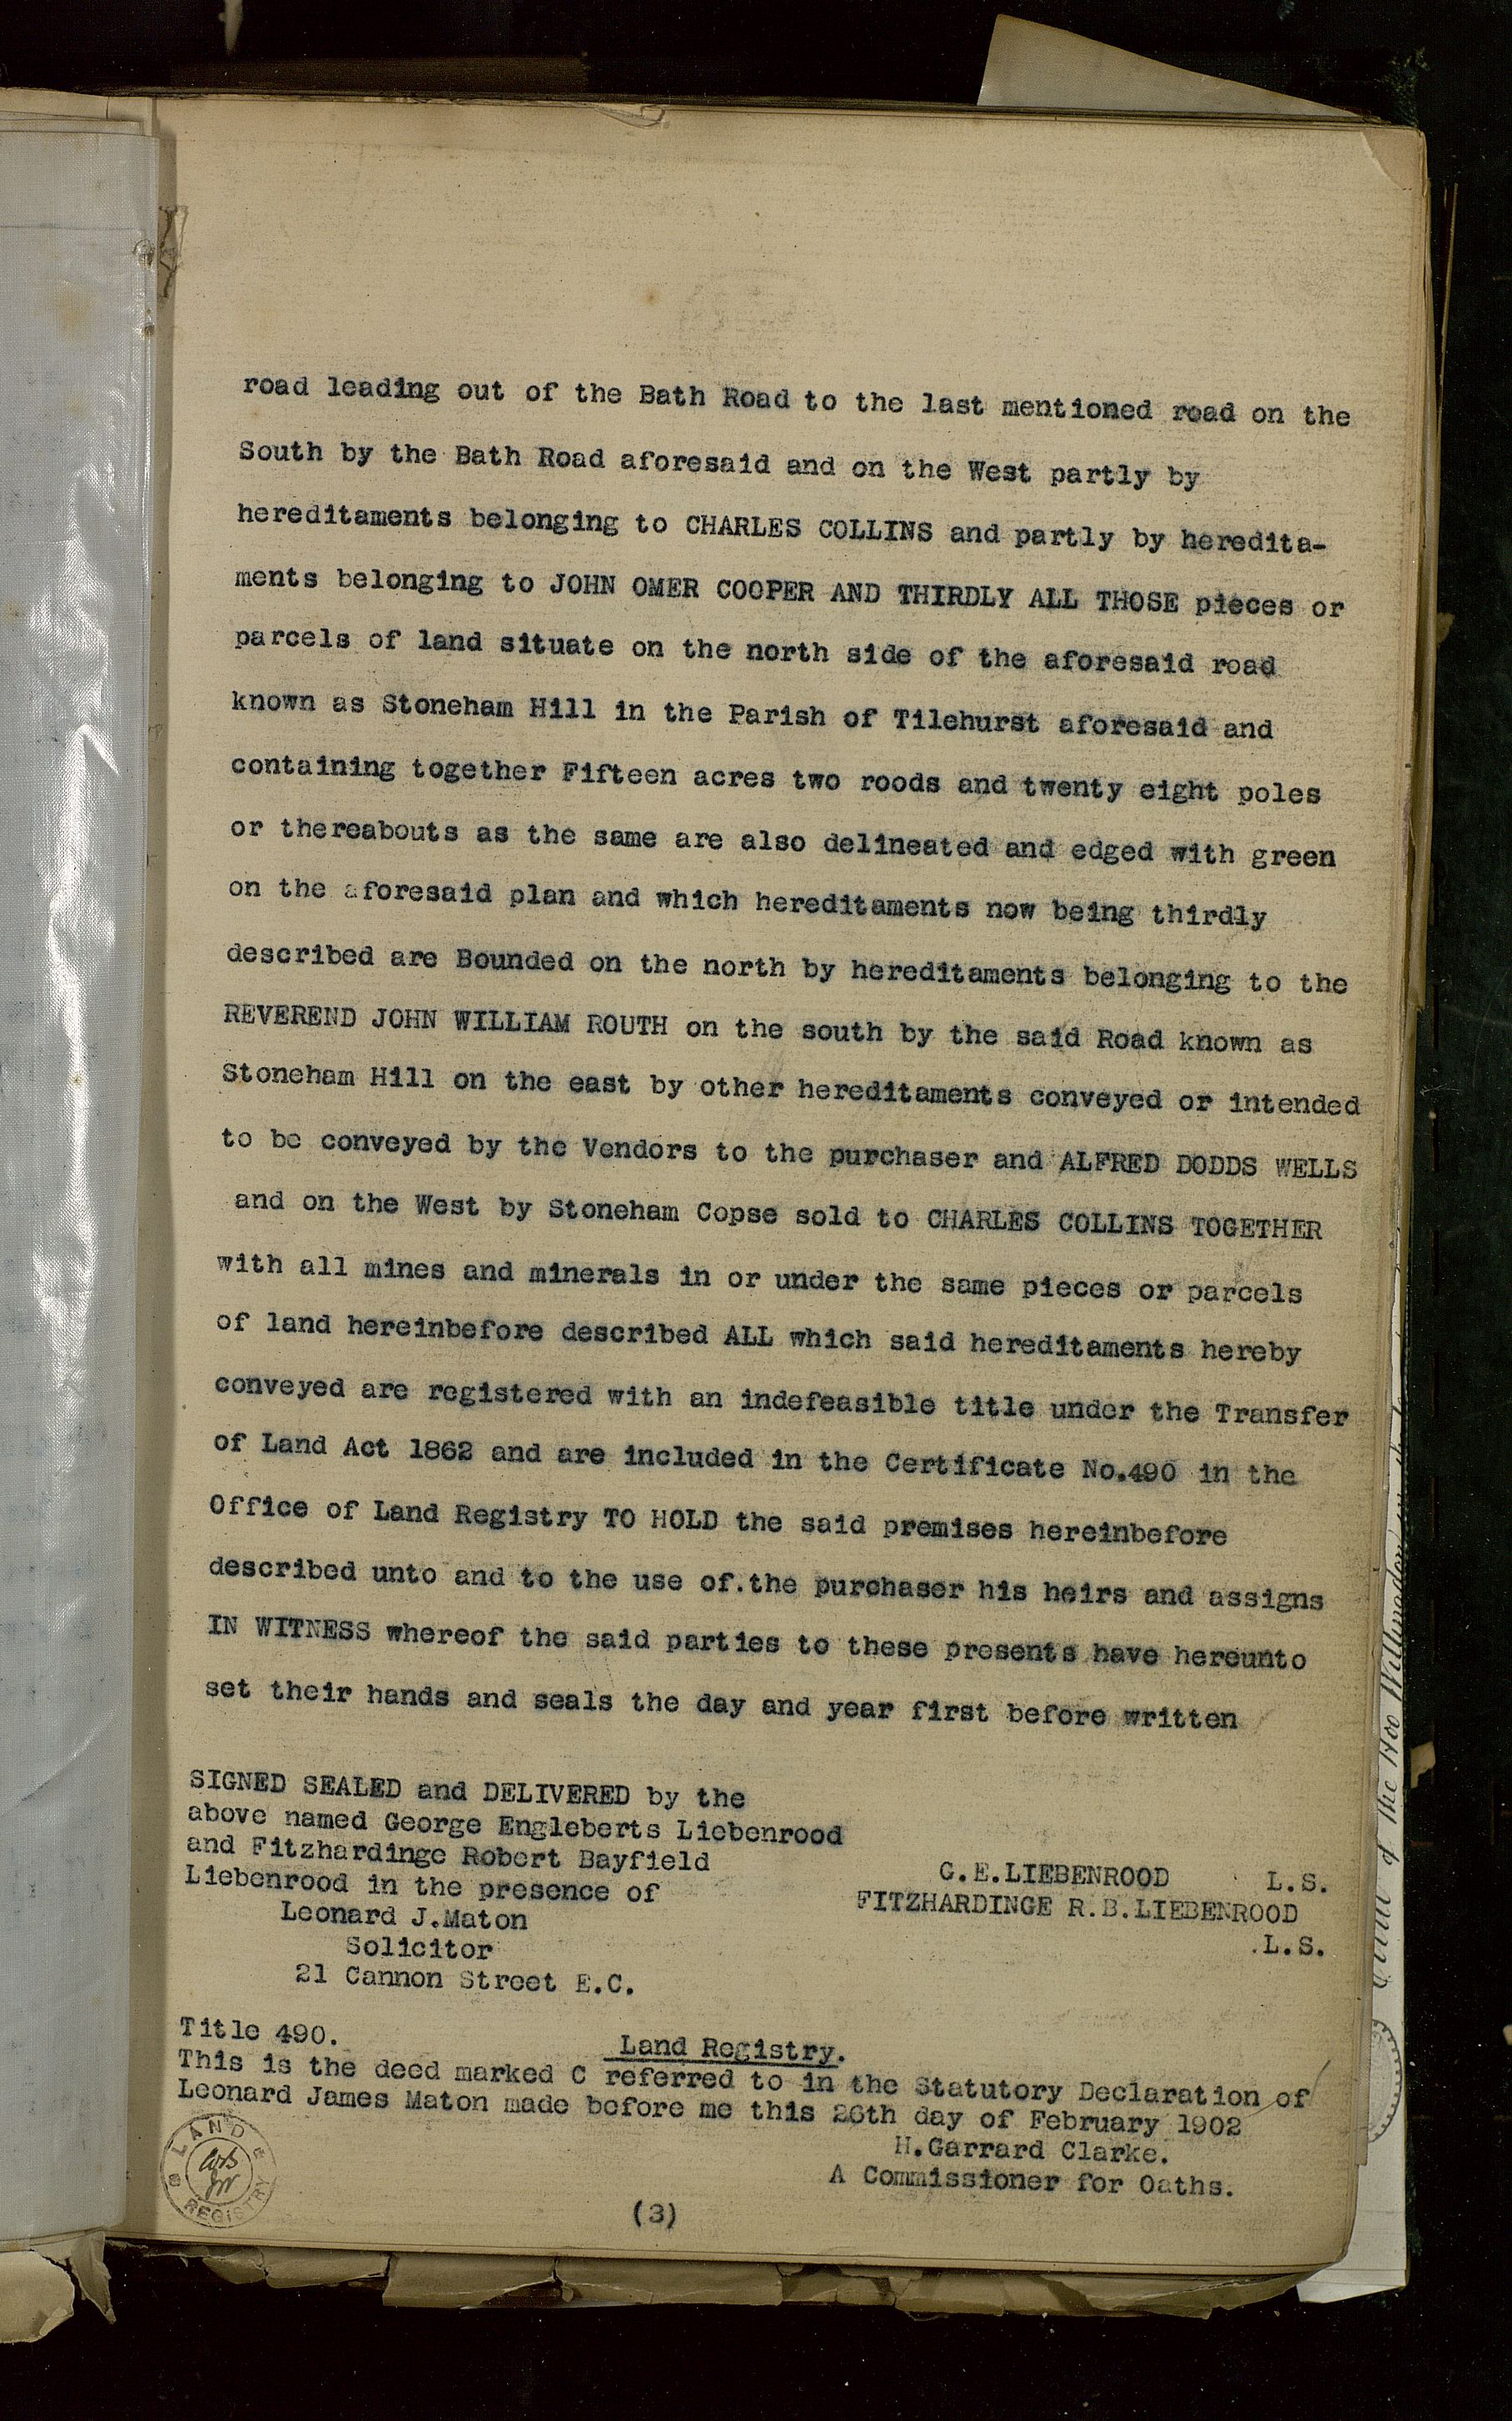 road leading out of the Bath Road to the last mentioned road on the
South by the Bath Road aforesaid and on the West partly by
hereditaments belonging to CHARLES COLLINS and partly by heredita-
ments belonging to JOHN OMER COOPER AND THIRDLY ALL THOSE pieces or
parcels of land situate on the north side of the aforesaid road
known as Stoneham Hill in the Parish of Tilehurst aforesaid and
containing together Fifteen acres two roods and twenty eight poles
or thereabouts as the same are also delineated and edged with green
on the aforesaid plan and which hereditaments now being thirdly
described are Bounded on the north by hereditaments belonging to the
REVEREND JOHN WILLIAM ROUTH on the south by the said Road known as
Stoneham Hill on the east by other hereditaments conveyed or intended
to be conveyed by the Vendors to the purchaser and ALFRED DODDS WELLS
and on the West by Stoneham Copse sold to CHARLES COLLINS TOGETHER
with all mines and minerals in or under the same pieces or parcels
of land hereinbefore described ALL which said hereditaments hereby
conveyed are registered with an indefeasible title under the Transfer
of Land Act 1862 and are included in the Certificate No.490 in the
Office of Land Registry TO HOLD the said premises hereinbefore
described unto and to the use of.the purchaser his heirs and assigns
IN WITNESS whereof the said parties to these presents have hereunto
set their hands and seals the day and year first before written
SIGNED SEALED and DELIVERED by the
above named George Engleberts Liebenrood
and Fitzhardinge Robert Bayfield
Liebenrood in the presence of
Leonard J.Maton
Solicitor
21 Cannon Street E.C.
G.E.LIEBENROOD L.S.
FITZHARDINGE R.B.LIEBENROOD
.L.S.
Title 490.
Land Registry.
This is the deed marked C referred to in the Statutory Declaration of
Leonard James Maton made before me this 26th day of February 1902
H.Garrard Clarke.
A Commissioner for Oaths.
LAND REGISTRY
(3)
of The Hoo Willingdon in the